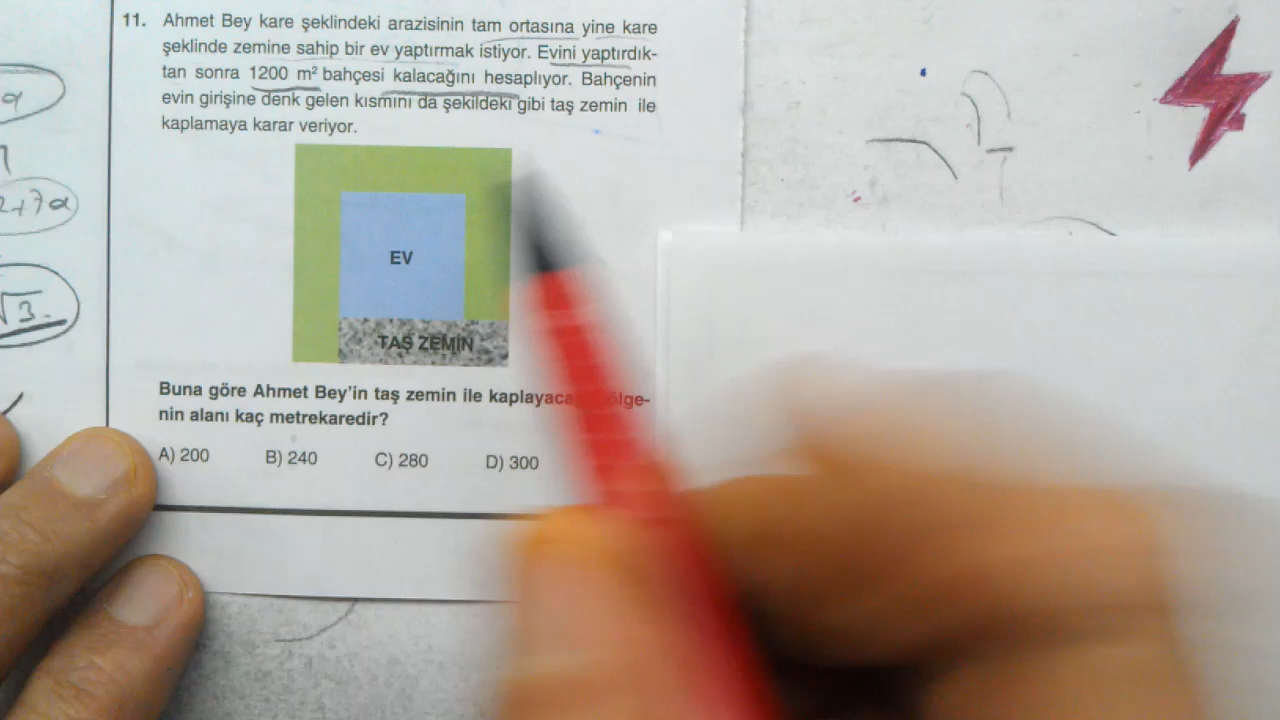 11. Ahmet Bey kare şeklindeki arazisinin tam ortasına yine kare
şeklinde zemine sahip bir ev yaptırmak istiyor. Evini yaptırdık-
tan sonra 1200 m² bahçesi kalacağını hesaplıyor. Bahçenin
evin girişine denk gelen kısmını da şekildeki gibi taş zemin ile
kaplamaya karar veriyor.
EV
TAŞ ZEMİN
Buna göre Ahmet Bey'in taş zemin ile
nin alanı kaç metrekaredir?
A) 200 B) 240 C) 280 D) 300
α
2+7α
√3